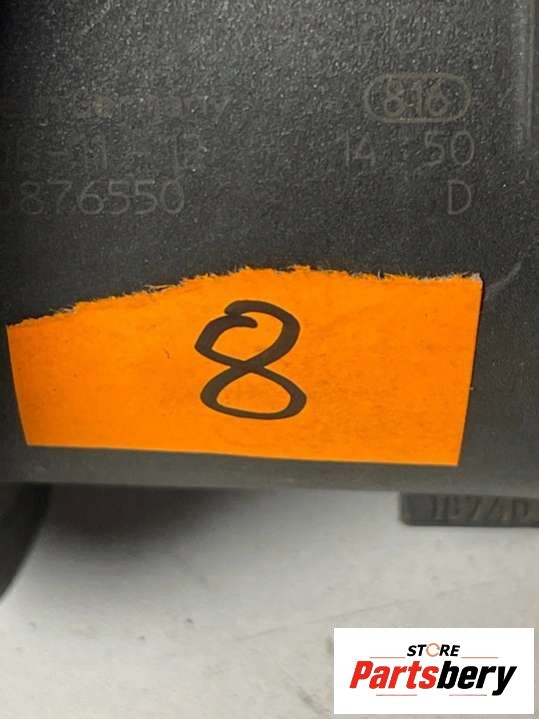 Germany 816
11-12 14:50
876550 D
8
STORE
Partsbery